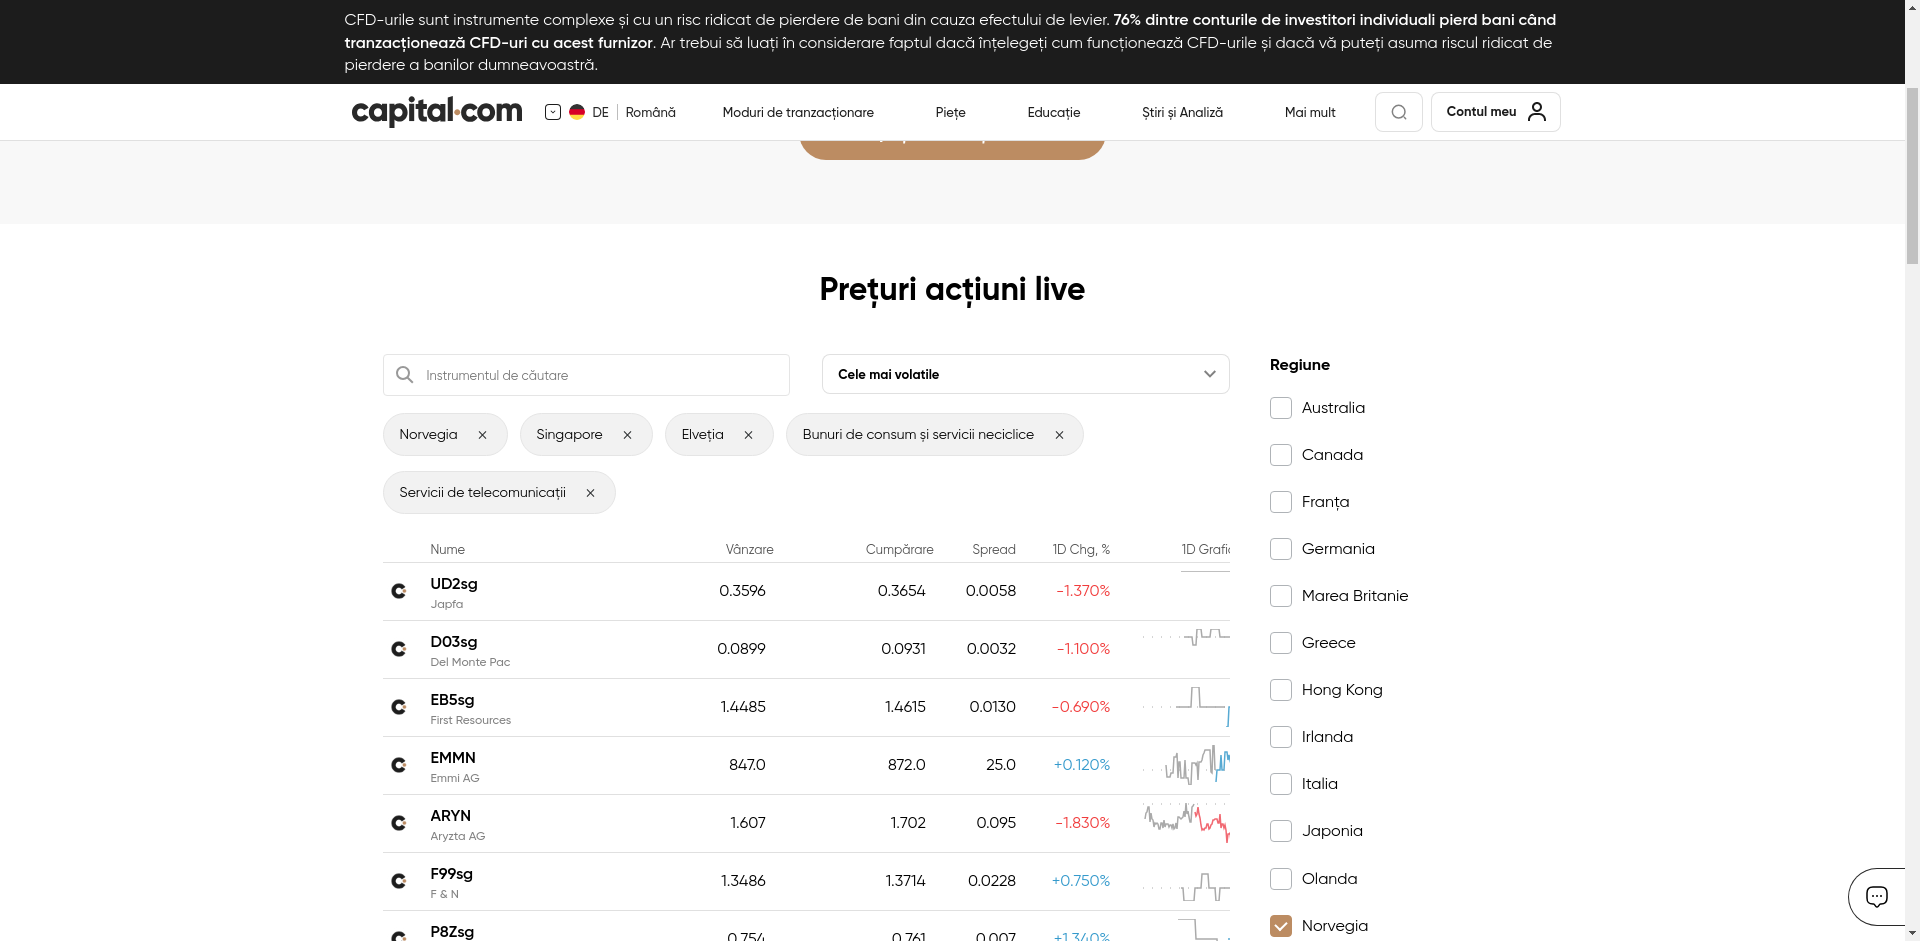 CFD-urile sunt instrumente complexe și cu un risc ridicat de pierdere de bani din cauza efectului de levier. 76% dintre conturile de investitori individuali pierd bani când
tranzacționează CFD-uri cu acest furnizor. Ar trebui să luați în considerare faptul dacă înțelegeți cum funcționează CFD-urile și dacă vă puteți asuma riscul ridicat de
pierdere a banilor dumneavoastră.
capital.com DE Română Moduri de tranzacționare Piețe Educație Știri și Analiză Mai mult Contul meu
Prețuri acțiuni live
Instrumentul de căutare Cele mai volatile
Norvegia Singapore Elveția Bunuri de consum și servicii neciclice
Servicii de telecomunicații
Nume Vânzare Cumpărare Spread 1D Chg, % 1D Grafic
UD2sg 0.3596 0.3654 0.0058 -1.370%
Japfa
D03sg 0.0899 0.0931 0.0032 -1.100%
Del Monte Pac
EB5sg 1.4485 1.4615 0.0130 -0.690%
First Resources
EMMN 847.0 872.0 25.0 +0.120%
Emmi AG
ARYN 1.607 1.702 0.095 -1.830%
Aryzta AG
F99sg 1.3486 1.3714 0.0228 +0.750%
F & N
P8Zsg 0.754 0.761 0.007 +1.340%
Regiune
Australia
Canada
Franța
Germania
Marea Britanie
Greece
Hong Kong
Irlanda
Italia
Japonia
Olanda
Norvegia